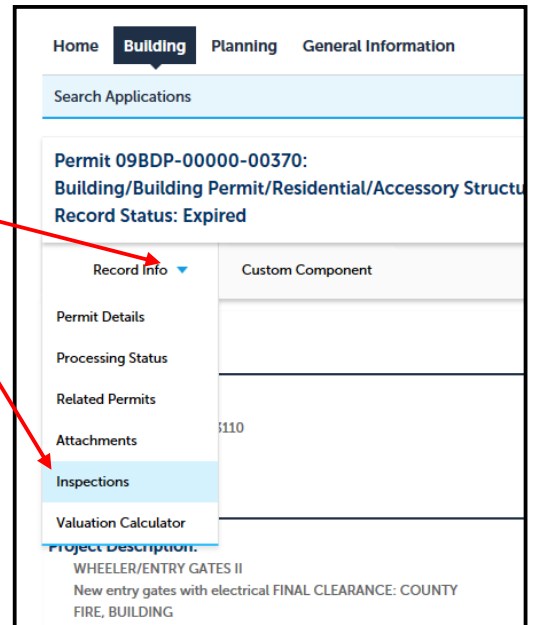 Home Building Planning General Information
Search Applications
Permit 09BDP-00000-00370:
Building/Building Permit/Residential/Accessory Structu
Record Status: Expired
Record Info Custom Component
Permit Details
Processing Status
Related Permits
3110
Attachments
Inspections
Valuation Calculator
Project Description:
WHEELER/ENTRY GATES II
New entry gates with electrical FINAL CLEARANCE: COUNTY
FIRE, BUILDING